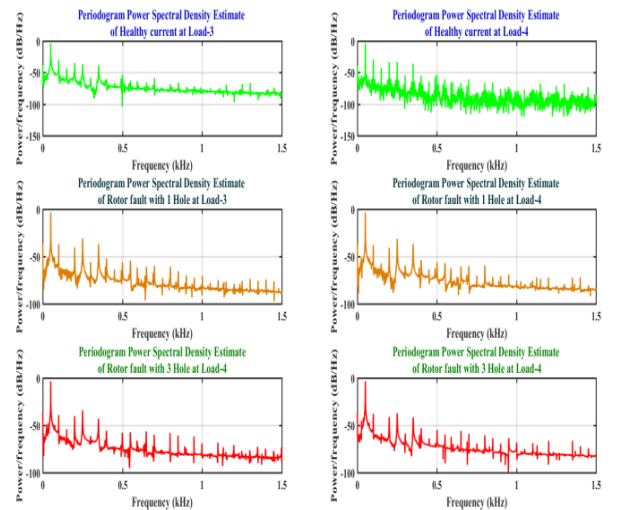 Periodogram Power Spectral Density Estimate
of Healthy current at Load-3
Power/frequency (dB/Hz)
0
-50
-100
-150
0
0.5
1
1.5
Frequency (kHz)
Periodogram Power Spectral Density Estimate
of Healthy current at Load-4
Power/frequency (dB/Hz)
0
-50
-100
-150
0
0.5
1
1.5
Frequency (kHz)
Periodogram Power Spectral Density Estimate
of Rotor fault with 1 Hole at Load-3
Power/frequency (dB/Hz)
0
-50
-100
0
0.5
1
1.5
Frequency (kHz)
Periodogram Power Spectral Density Estimate
of Rotor fault with 1 Hole at Load-4
Power/frequency (dB/Hz)
0
-50
-100
0
0.5
1
1.5
Frequency (kHz)
Periodogram Power Spectral Density Estimate
of Rotor fault with 3 Hole at Load-4
Power/frequency (dB/Hz)
0
-50
-100
0
0.5
1
1.5
Frequency (kHz)
Periodogram Power Spectral Density Estimate
of Rotor fault with 3 Hole at Load-4
Power/frequency (dB/Hz)
0
-50
-100
0
0.5
1
1.5
Frequency (kHz)